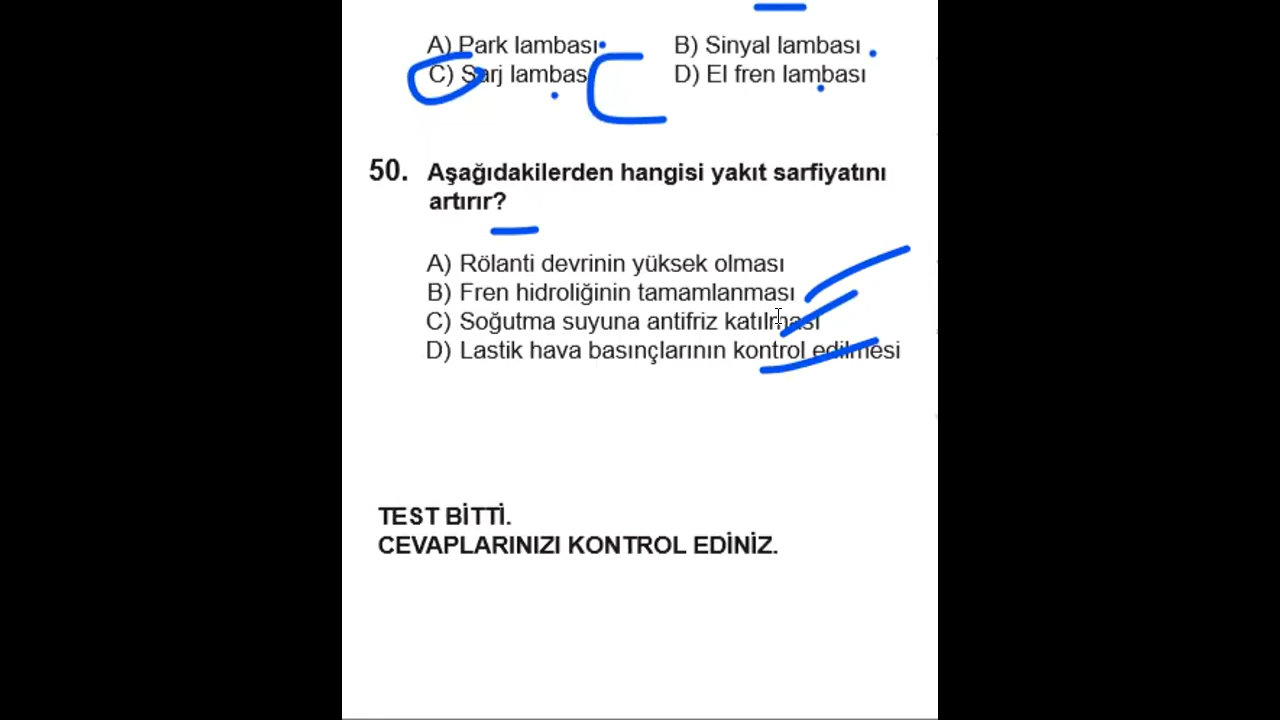 A) Park lambası
B) Sinyal lambası
C) Şarj lambası
D) El fren lambası
50. Aşağıdakilerden hangisi yakıt sarfiyatını
artırır?
A) Rölanti devrinin yüksek olması
B) Fren hidroliğinin tamamlanması
C) Soğutma suyuna antifriz katılması
D) Lastik hava basınçlarının kontrol edilmesi
TEST BİTTİ.
CEVAPLARINIZI KONTROL EDİNİZ.